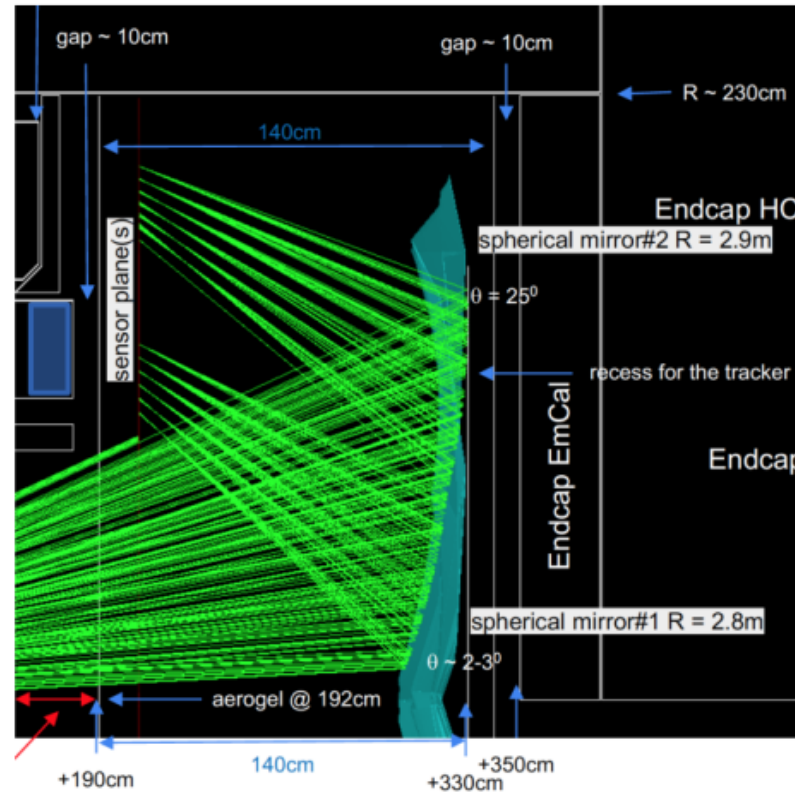 gap ~ 10cm
gap ~ 10cm
R ~ 230cm
140cm
Endcap HC
spherical mirror#2 R = 2.9m
sensor plane(s)
θ = 25⁰
recess for the tracker
Endcap EmCal
Endcap
spherical mirror#1 R = 2.8m
θ ~ 2-3⁰
aerogel @ 192cm
140cm
+190cm
+330cm
+350cm